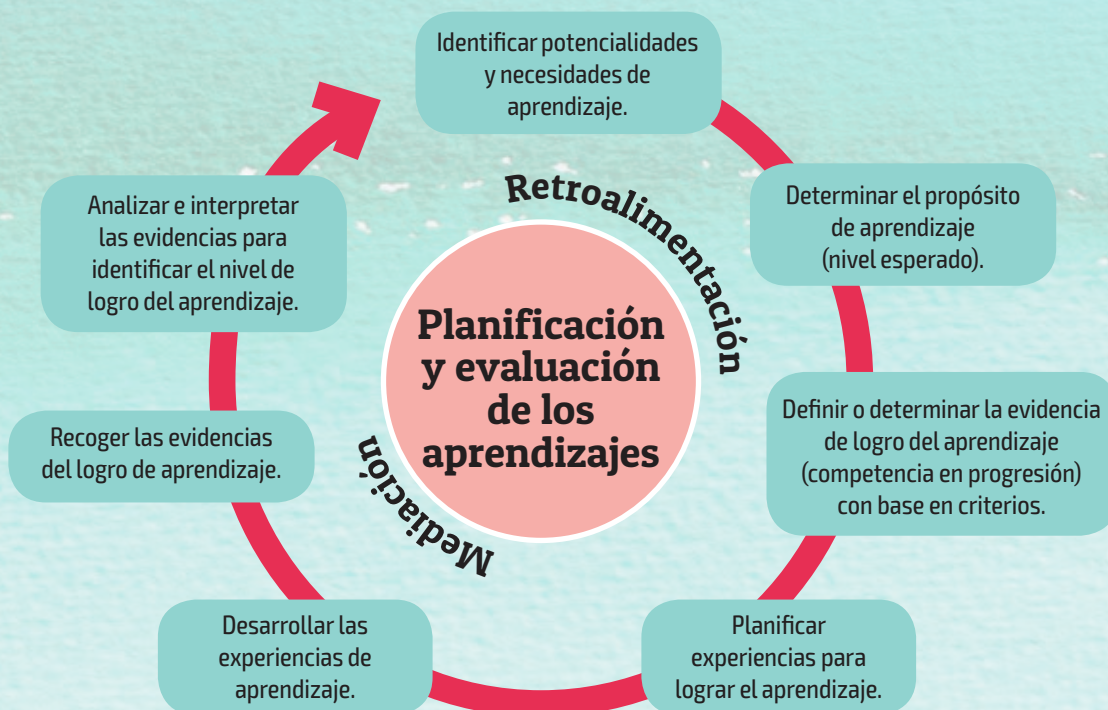 Identificar potencialidades
y necesidades de
aprendizaje.
Determinar el propósito
de aprendizaje
(nivel esperado).
Definir o determinar la evidencia
de logro del aprendizaje
(competencia en progresión)
con base en criterios.
Planificar
experiencias para
lograr el aprendizaje.
Desarrollar las
experiencias de
aprendizaje.
Recoger las evidencias
del logro de aprendizaje.
Analizar e interpretar
las evidencias para
identificar el nivel de
logro del aprendizaje.
Retroalimentación
Planificación
y evaluación
de los
aprendizajes
Mediación